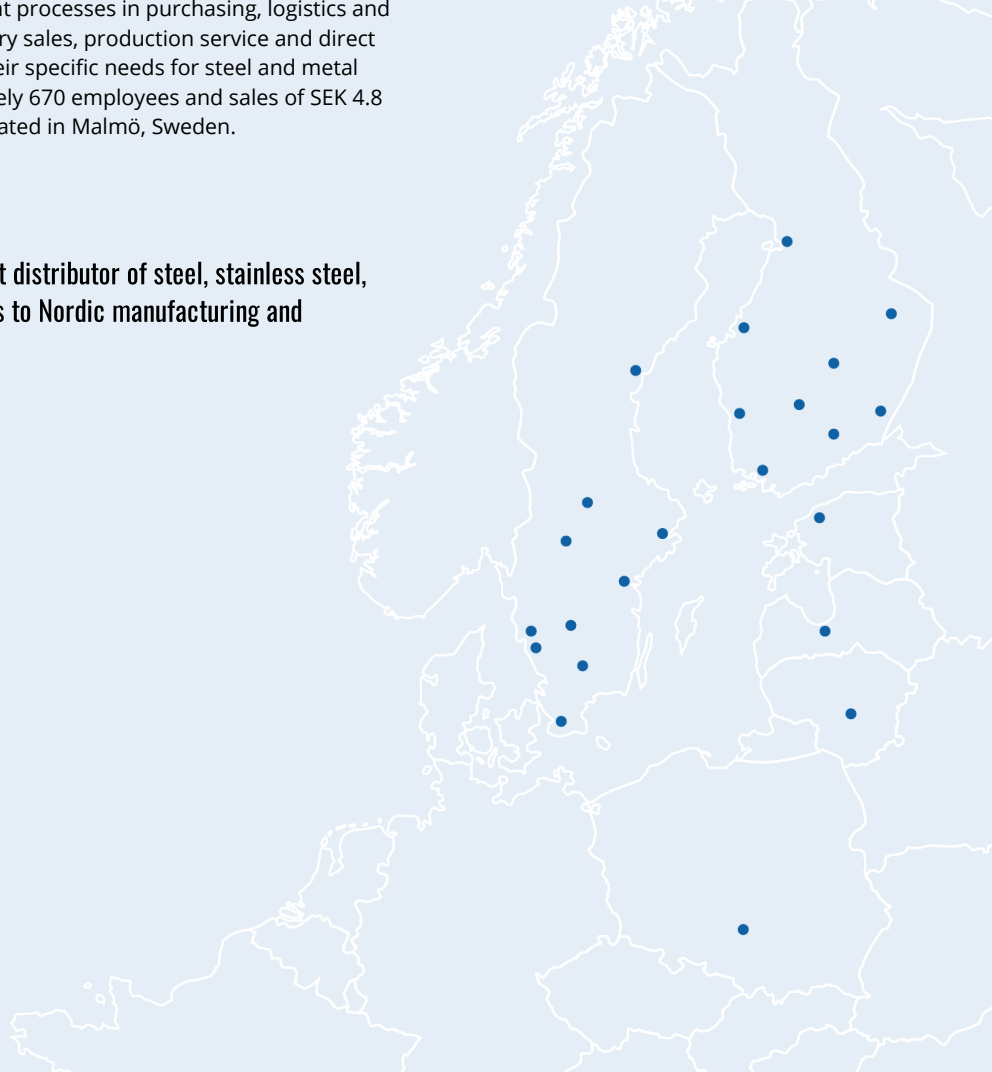 nt processes in purchasing, logistics and
ry sales, production service and direct
eir specific needs for steel and metal
ely 670 employees and sales of SEK 4.8
ated in Malmö, Sweden.
t distributor of steel, stainless steel,
s to Nordic manufacturing and